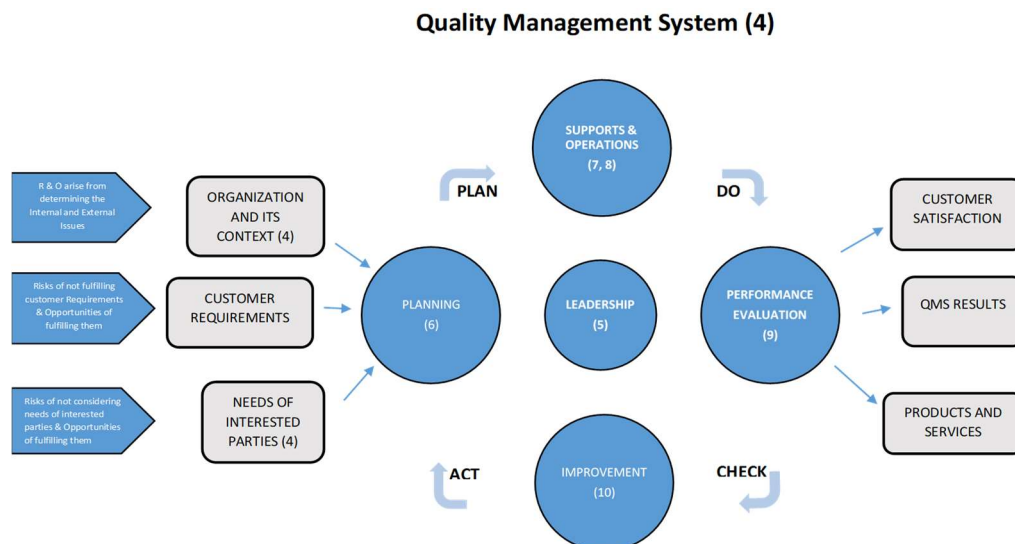 Quality Management System (4)
R & O arise from
determining the
Internal and External
Issues
ORGANIZATION
AND ITS
CONTEXT (4)
PLAN
SUPPORTS &
OPERATIONS
(7, 8)
DO
CUSTOMER
SATISFACTION
Risks of not fulfilling
customer Requirements
& Opportunities of
fulfilling them
CUSTOMER
REQUIREMENTS
PLANNING
(6)
LEADERSHIP
(5)
PERFORMANCE
EVALUATION
(9)
QMS RESULTS
Risks of not considering
needs of interested
parties & Opportunities
of fulfilling them
NEEDS OF
INTERESTED
PARTIES (4)
ACT
IMPROVEMENT
(10)
CHECK
PRODUCTS AND
SERVICES